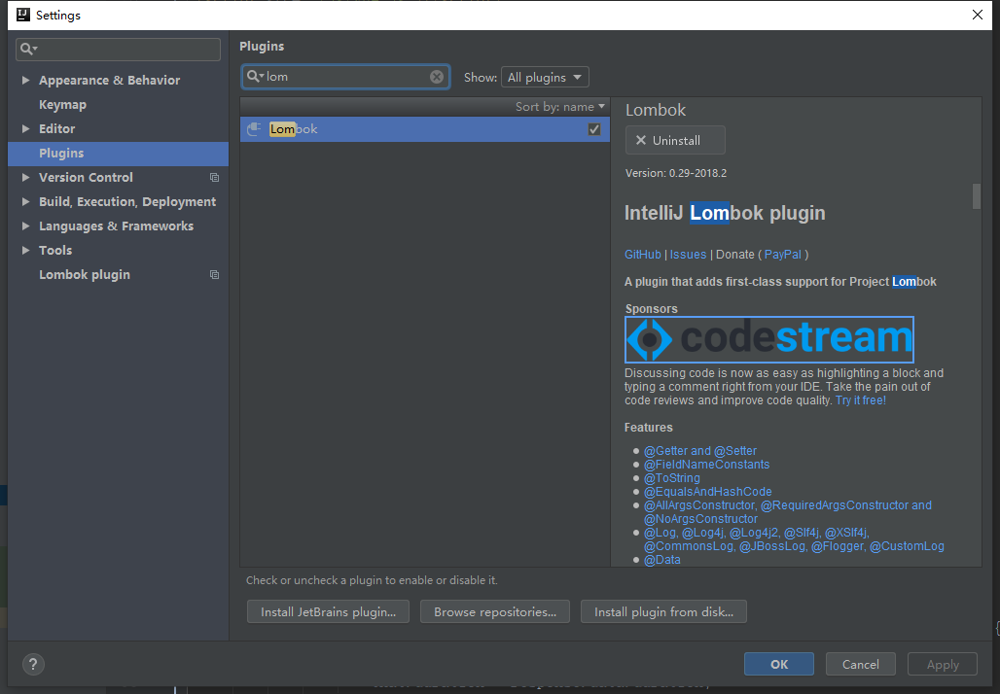 Settings
Appearance & Behavior
Keymap
Editor
Plugins
Version Control
Build, Execution, Deployment
Languages & Frameworks
Tools
Lombok plugin
Plugins
lom
Show: All plugins
Sort by: name
Lombok
Lombok
Uninstall
Version: 0.29-2018.2
IntelliJ Lombok plugin
GitHub | Issues | Donate ( PayPal )
A plugin that adds first-class support for Project Lombok
Sponsors
codestream
Discussing code is now as easy as highlighting a block and
typing a comment right from your IDE. Take the pain out of
code reviews and improve code quality. Try it free!
Features
@Getter and @Setter
@FieldNameConstants
@ToString
@EqualsAndHashCode
@AllArgsConstructor, @RequiredArgsConstructor and
@NoArgsConstructor
@Log, @Log4j, @Log4j2, @Slf4j, @XSlf4j,
@CommonsLog, @JBossLog, @Flogger, @CustomLog
@Data
Check or uncheck a plugin to enable or disable it.
Install JetBrains plugin...
Browse repositories...
Install plugin from disk...
?
OK
Cancel
Apply